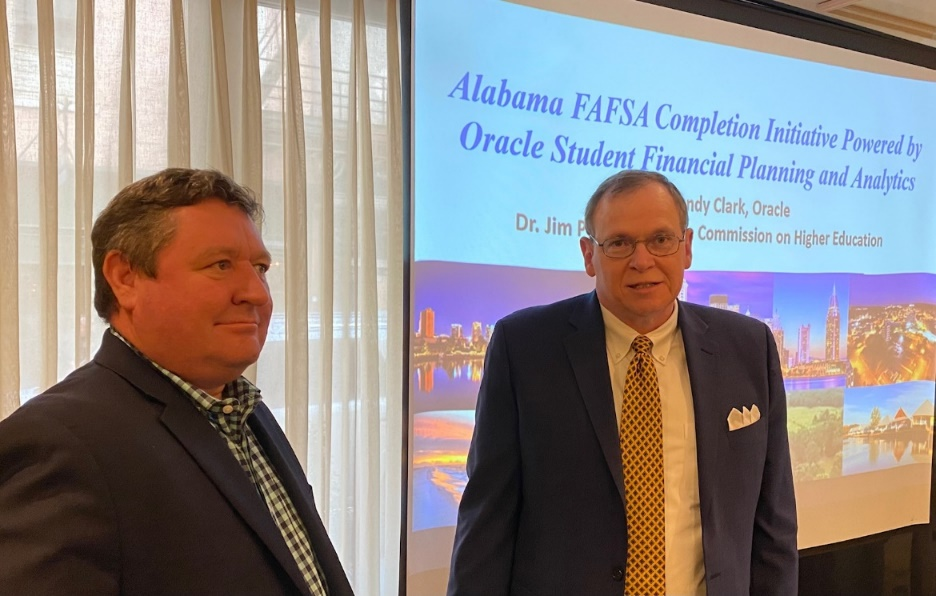 Alabama FAFSA Completion Initiative Powered by
Oracle Student Financial Planning and Analytics
Clark, Oracle
Dr. Jim Commission on Higher Education